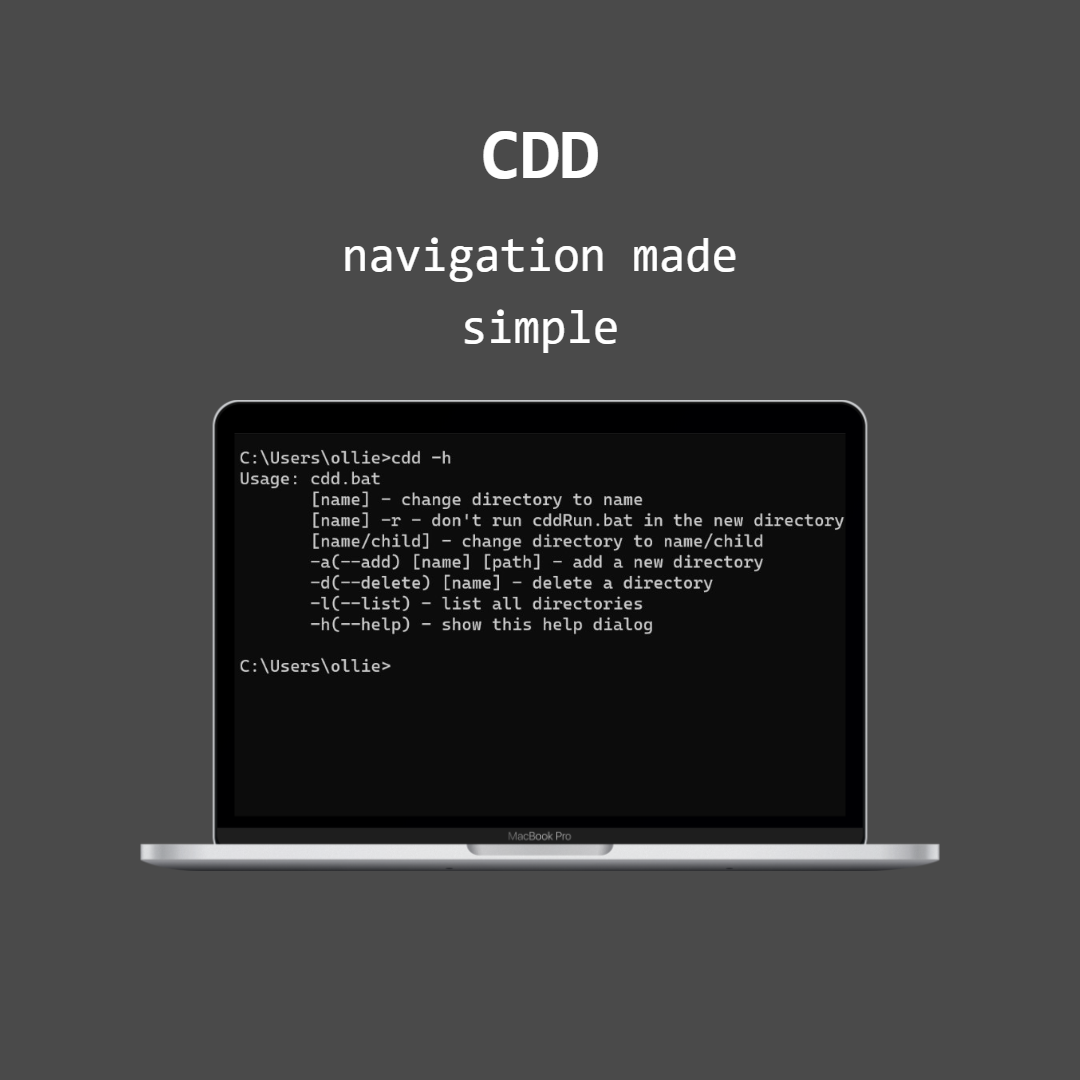 CDD
navigation made
simple
C:\Users\ollie>cdd -h
Usage: cdd.bat
[name] - change directory to name
[name] -r - don't run cddRun.bat in the new directory
[name/child] - change directory to name/child
-a(--add) [name] [path] - add a new directory
-d(--delete) [name] - delete a directory
-l(--list) - list all directories
-h(--help) - show this help dialog
C:\Users\ollie>
MacBook Pro